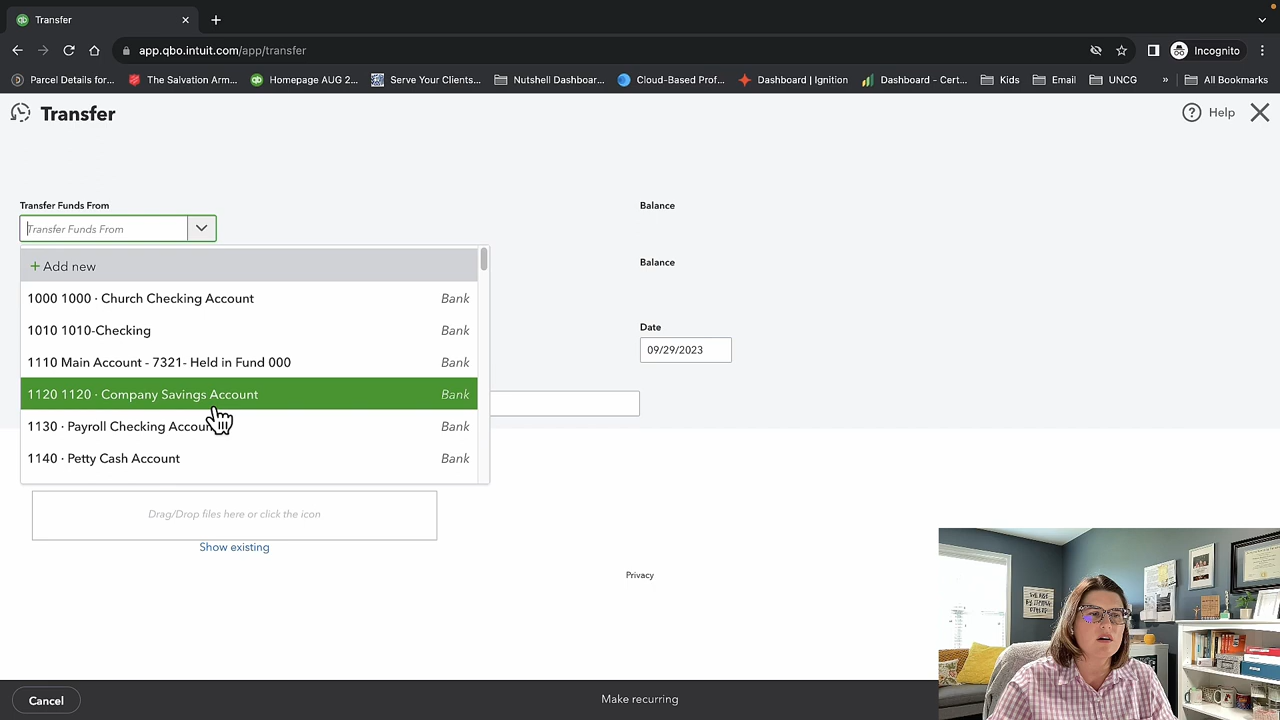 Transfer
app.qbo.intuit.com/app/transfer
Incognito
Parcel Details for...
The Salvation Arm...
Homepage AUG 2...
Serve Your Clients...
Nutshell Dashboar...
Cloud-Based Prof...
Dashboard | Ignition
Dashboard - Cert...
Kids
Email
UNCG
»
All Bookmarks
Transfer
Help
Transfer Funds From
Balance
Transfer Funds From
+ Add new
Balance
1000 1000 · Church Checking Account Bank
1010 1010-Checking Bank
Date
1110 Main Account - 7321- Held in Fund 000 Bank
09/29/2023
1120 1120 · Company Savings Account Bank
1130 · Payroll Checking Accoun Bank
1140 · Petty Cash Account Bank
Drag/Drop files here or click the icon
Show existing
Privacy
Cancel
Make recurring